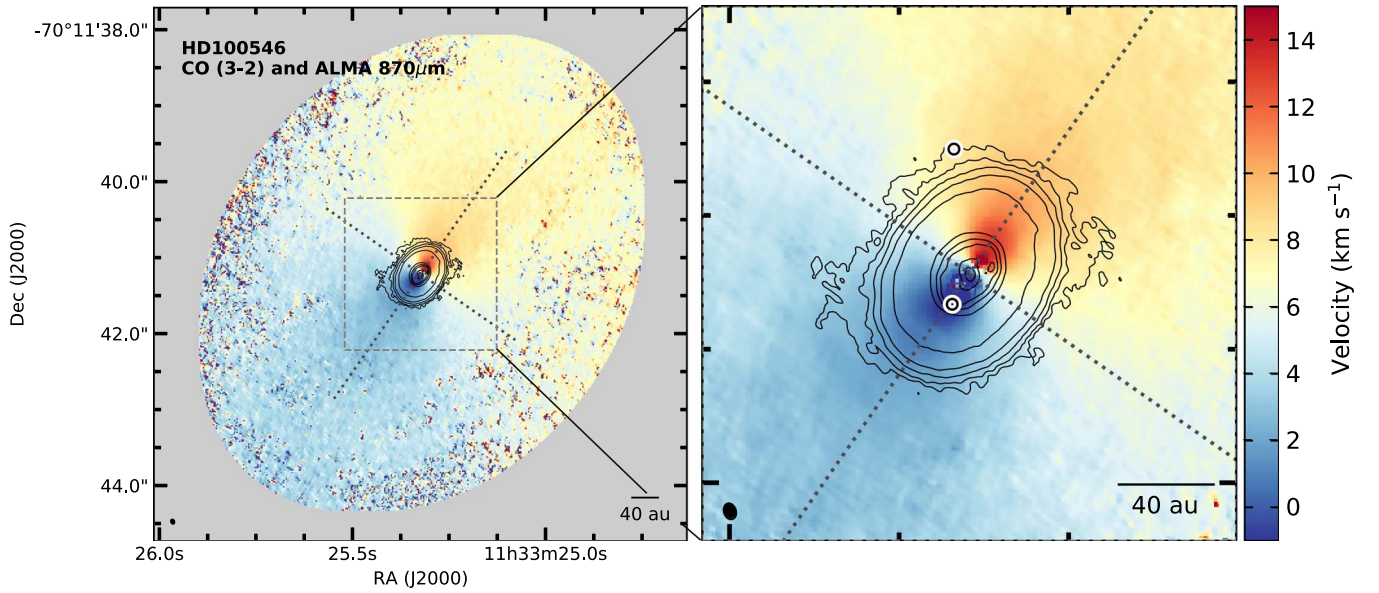 HD100546
CO (3-2) and ALMA 870μm
-70°11'38.0"
40.0"
42.0"
44.0"
Dec (J2000)
26.0s
25.5s
11h33m25.0s
RA (J2000)
40 au
40 au
14
12
10
8
6
4
2
0
Velocity (km s⁻¹)